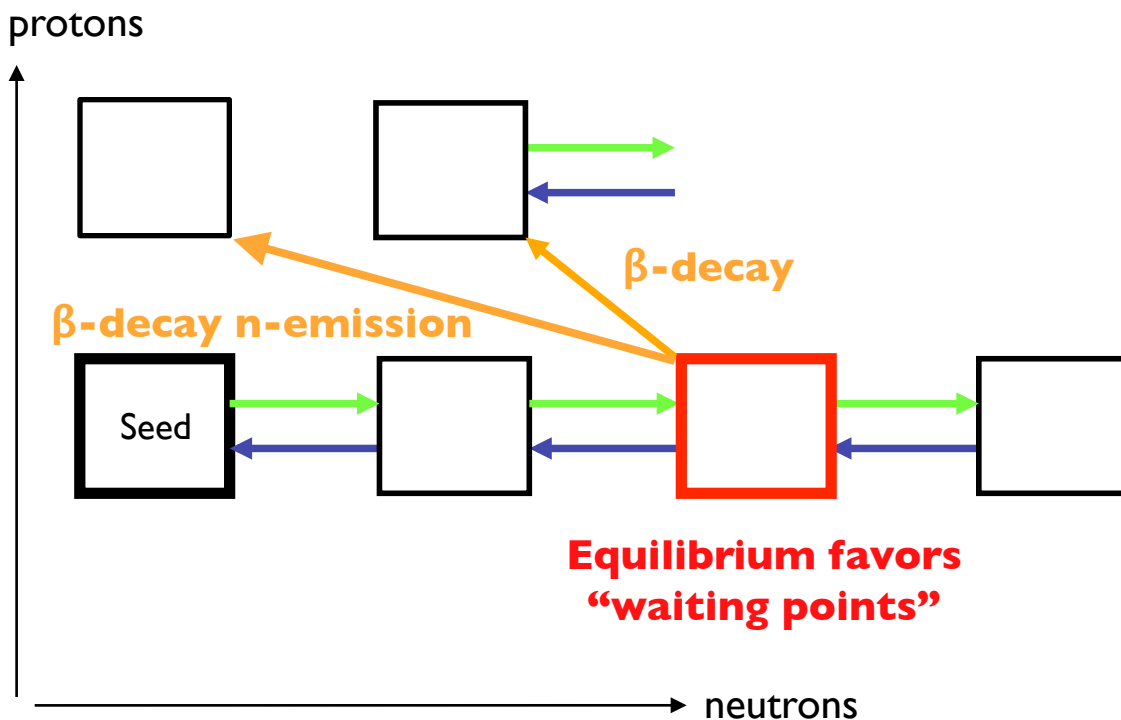 protons
β-decay
β-decay n-emission
Seed
Equilibrium favors
“waiting points”
neutrons